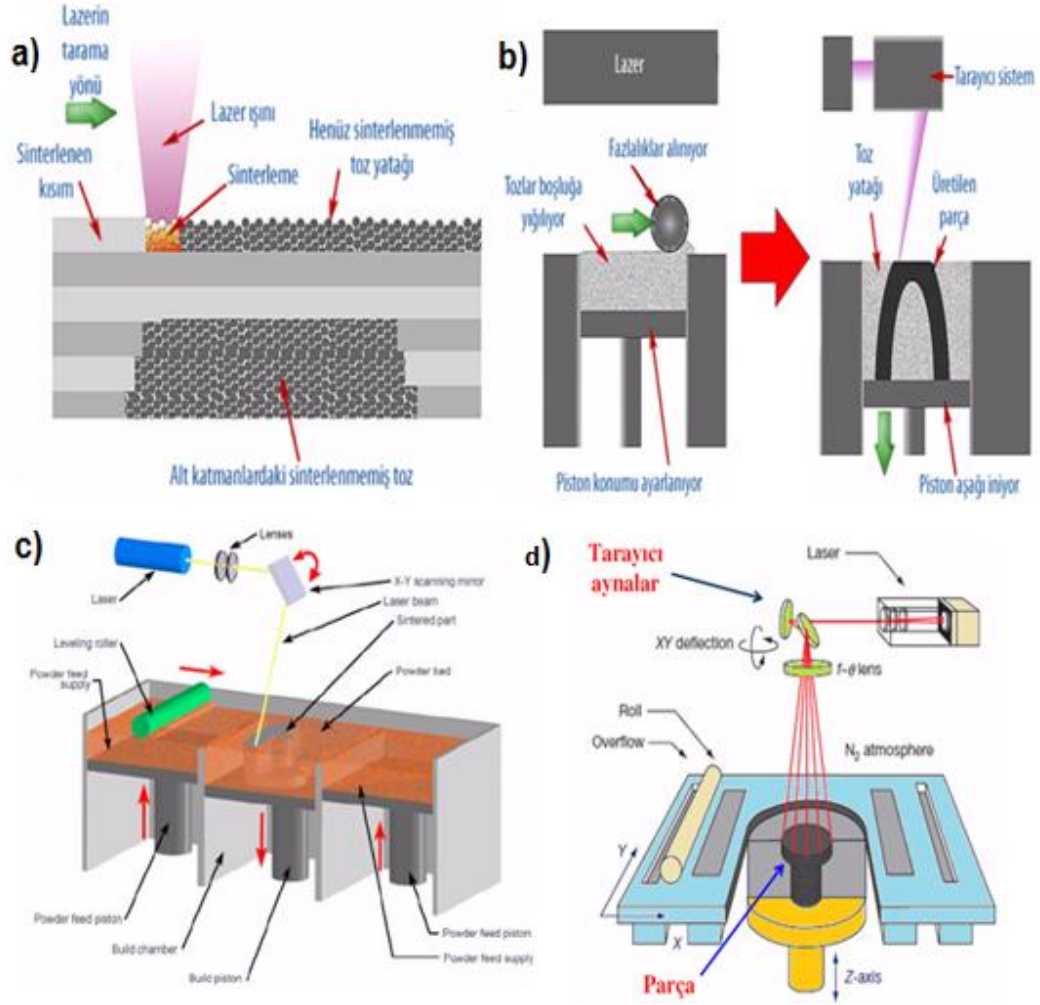 a)
Lazerin
tarama
yönü
Lazer ışını
Sinterlenen
kısım
Sinterleme
Henüz sinterlenmemiş
toz yatağı
Alt katmanlardaki sinterlenmemiş toz
b)
Lazer
Fazlalıklar alınıyor
Tozlar boşluğa
yığılıyor
Piston konumu ayarlanıyor
Tarayıcı sistem
Toz
yatağı
Üretilen
parça
Piston aşağı iniyor
c)
Lenses
Laser
X-Y scanning mirror
Laser beam
Sintered part
Leveling roller
Powder feed
supply
Powder bed
Powder feed piston
Build chamber
Build piston
Powder feed piston
Powder feed supply
d)
Tarayıcı
aynalar
Laser
XY deflection
f-θ lens
Roll
Overflow
N2 atmosphere
Y
X
Parça
Z-axis